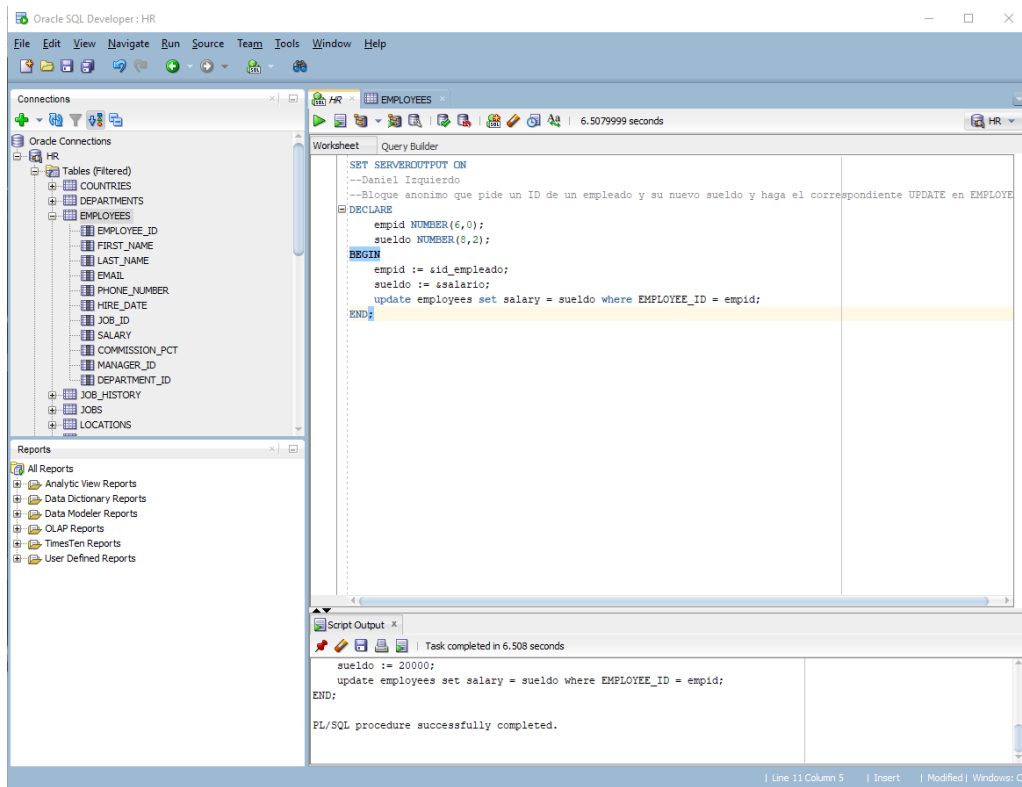 Oracle SQL Developer : HR
File Edit View Navigate Run Source Team Tools Window Help
Connections
Oracle Connections
HR
Tables (Filtered)
COUNTRIES
DEPARTMENTS
EMPLOYEES
EMPLOYEE_ID
FIRST_NAME
LAST_NAME
EMAIL
PHONE_NUMBER
HIRE_DATE
JOB_ID
SALARY
COMMISSION_PCT
MANAGER_ID
DEPARTMENT_ID
JOB_HISTORY
JOBS
LOCATIONS
Reports
All Reports
Analytic View Reports
Data Dictionary Reports
Data Modeler Reports
OLAP Reports
TimesTen Reports
User Defined Reports
HR EMPLOYEES
6.5079999 seconds HR
Worksheet Query Builder
SET SERVEROUTPUT ON
--Daniel Izquierdo
--Bloque anonimo que pide un ID de un empleado y su nuevo sueldo y haga el correspondiente UPDATE en EMPLOYE
DECLARE
empid NUMBER(6,0);
sueldo NUMBER(8,2);
BEGIN
empid := &id_empleado;
sueldo := &salario;
update employees set salary = sueldo where EMPLOYEE_ID = empid;
END;
Script Output
Task completed in 6.508 seconds
sueldo := 20000;
update employees set salary = sueldo where EMPLOYEE_ID = empid;
END;
PL/SQL procedure successfully completed.
Line 11 Column 5 | Insert | Modified | Windows: C